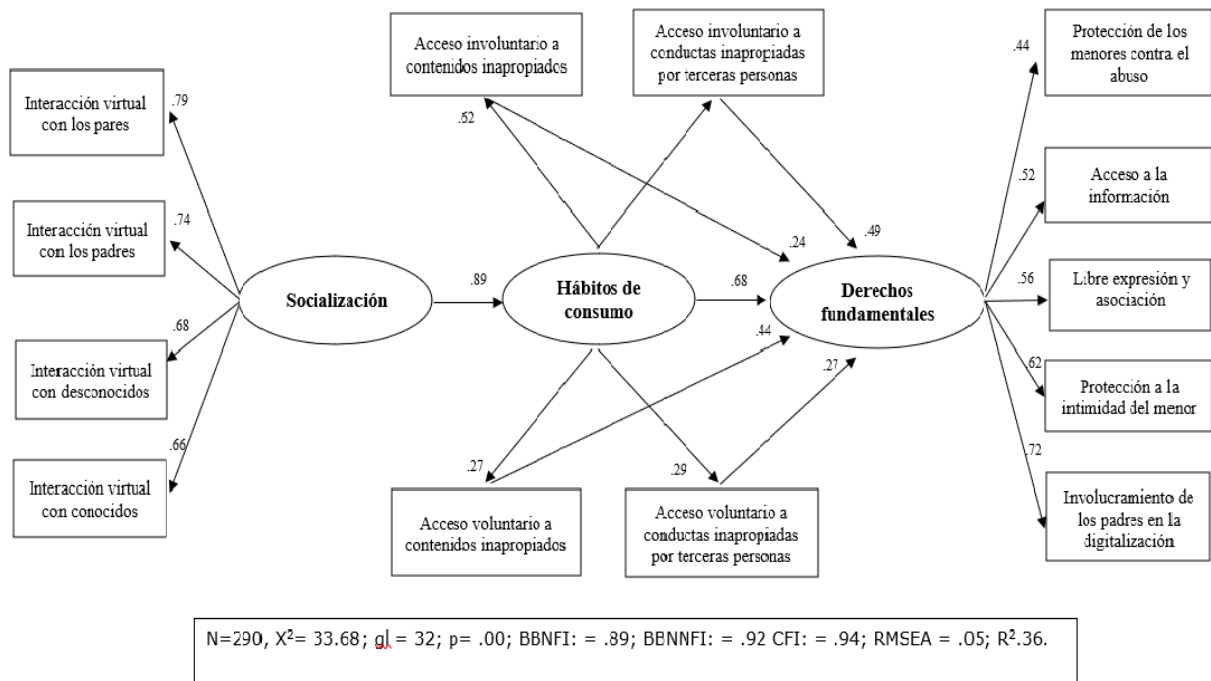 Acceso involuntario a
contenidos inapropiados
Acceso involuntario a
conductas inapropiadas
por terceras personas
Protección de los
menores contra el
abuso
.44
Interacción virtual
con los pares
.79
.52
.52
Acceso a la
información
Interacción virtual
con los padres
.74
.24
.49
Socialización
.89
Hábitos de
consumo
.68
Derechos
fundamentales
.56
Libre expresión y
asociación
.68
.44
Interacción virtual
con desconocidos
.27
.62
Protección a la
intimidad del menor
.66
.27
.29
.72
Interacción virtual
con conocidos
Acceso voluntario a
contenidos inapropiados
Acceso voluntario a
conductas inapropiadas
por terceras personas
Involucramiento de
los padres en la
digitalización
N=290, X²= 33.68; gl = 32; p= .00; BBNFI: = .89; BBNNFI: = .92 CFI: = .94; RMSEA = .05; R².36.